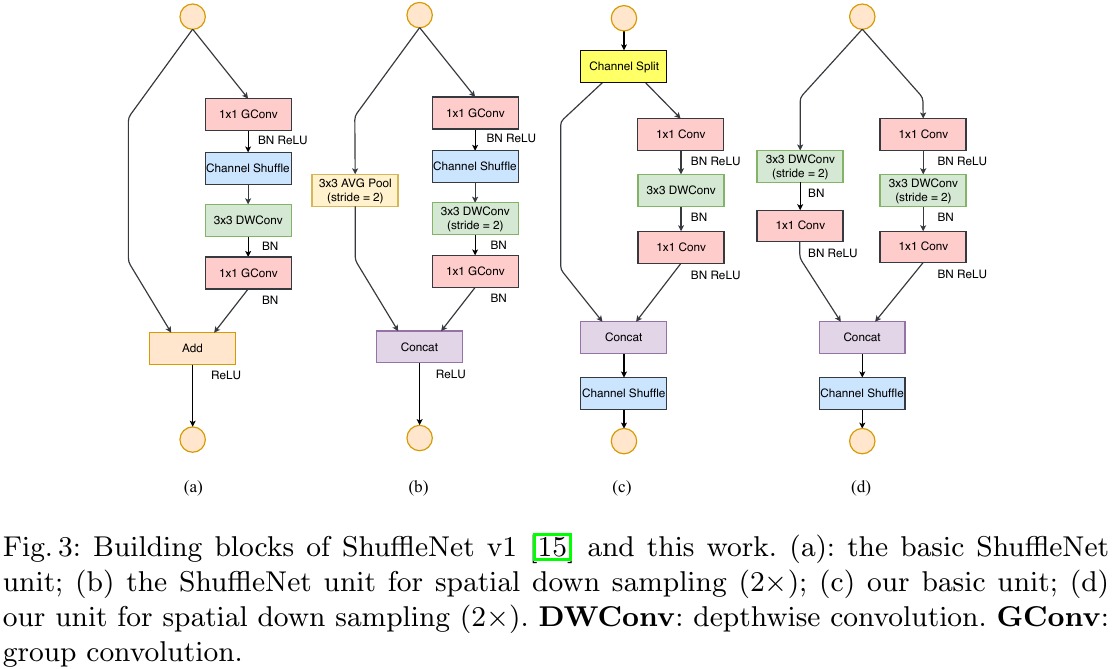 1x1 GConv
BN ReLU
Channel Shuffle
3x3 DWConv
BN
1x1 GConv
BN
Add
ReLU
(a)
1x1 GConv
BN ReLU
Channel Shuffle
3x3 AVG Pool
(stride = 2)
3x3 DWConv
(stride = 2)
BN
1x1 GConv
BN
Concat
ReLU
(b)
Channel Split
1x1 Conv
BN ReLU
3x3 DWConv
BN
1x1 Conv
BN ReLU
Concat
Channel Shuffle
(c)
3x3 DWConv
(stride = 2)
BN
1x1 Conv
BN ReLU
1x1 Conv
BN ReLU
3x3 DWConv
(stride = 2)
BN
1x1 Conv
BN ReLU
Concat
Channel Shuffle
(d)
Fig. 3: Building blocks of ShuffleNet v1 [15] and this work. (a): the basic ShuffleNet
unit; (b) the ShuffleNet unit for spatial down sampling (2×); (c) our basic unit; (d)
our unit for spatial down sampling (2×). DWConv: depthwise convolution. GConv:
group convolution.